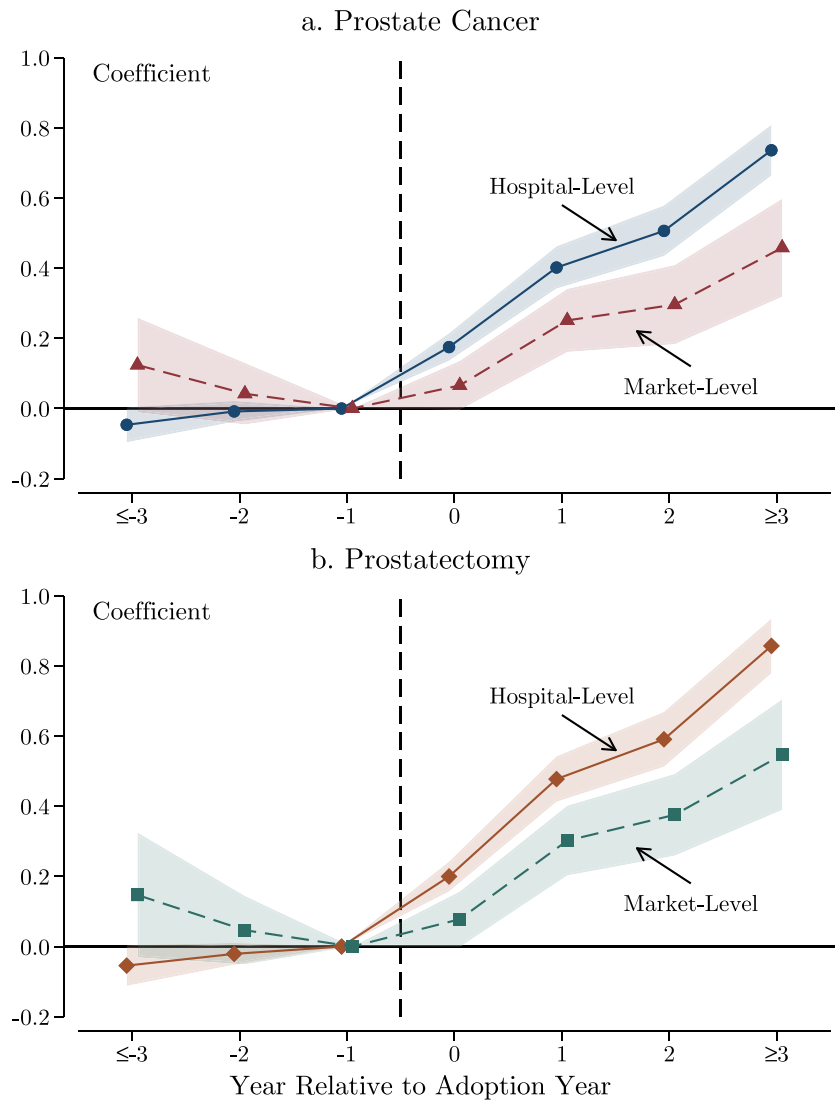 a. Prostate Cancer
1.0
Coefficient
0.8
Hospital-Level
0.6
0.4
0.2
Market-Level
0.0
-0.2
≤-3 -2 -1 0 1 2 ≥3
b. Prostatectomy
1.0
Coefficient
0.8
Hospital-Level
0.6
0.4
0.2
Market-Level
0.0
-0.2
≤-3 -2 -1 0 1 2 ≥3
Year Relative to Adoption Year